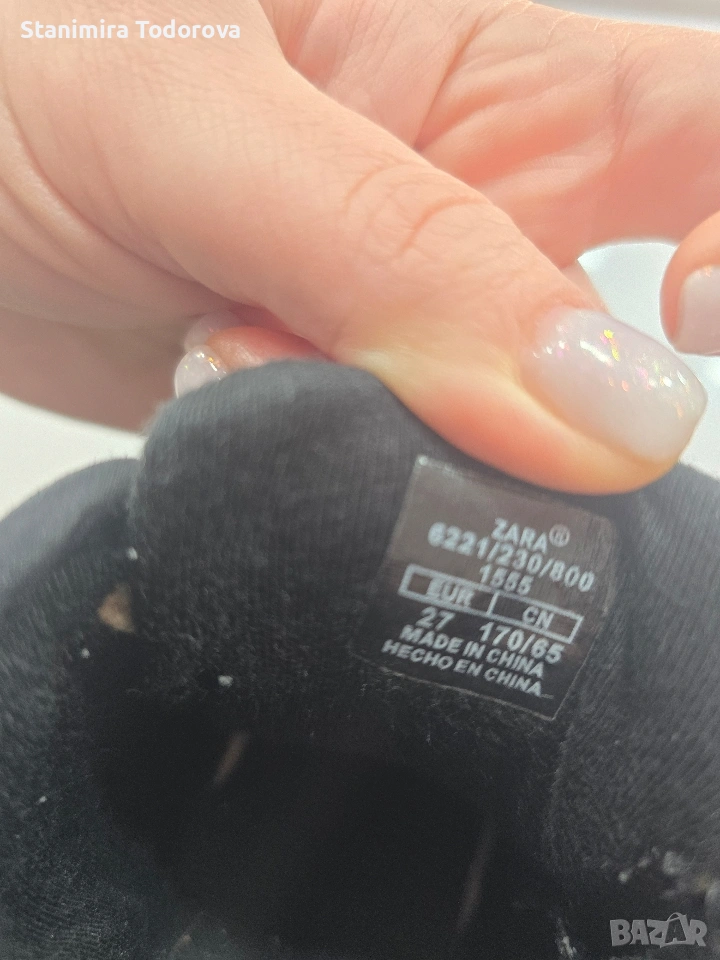 Stanimira Todorova
ZARA®
6221/230/800
1555
EUR CN
27 170/65
MADE IN CHINA
HECHO EN CHINA
BAZAR